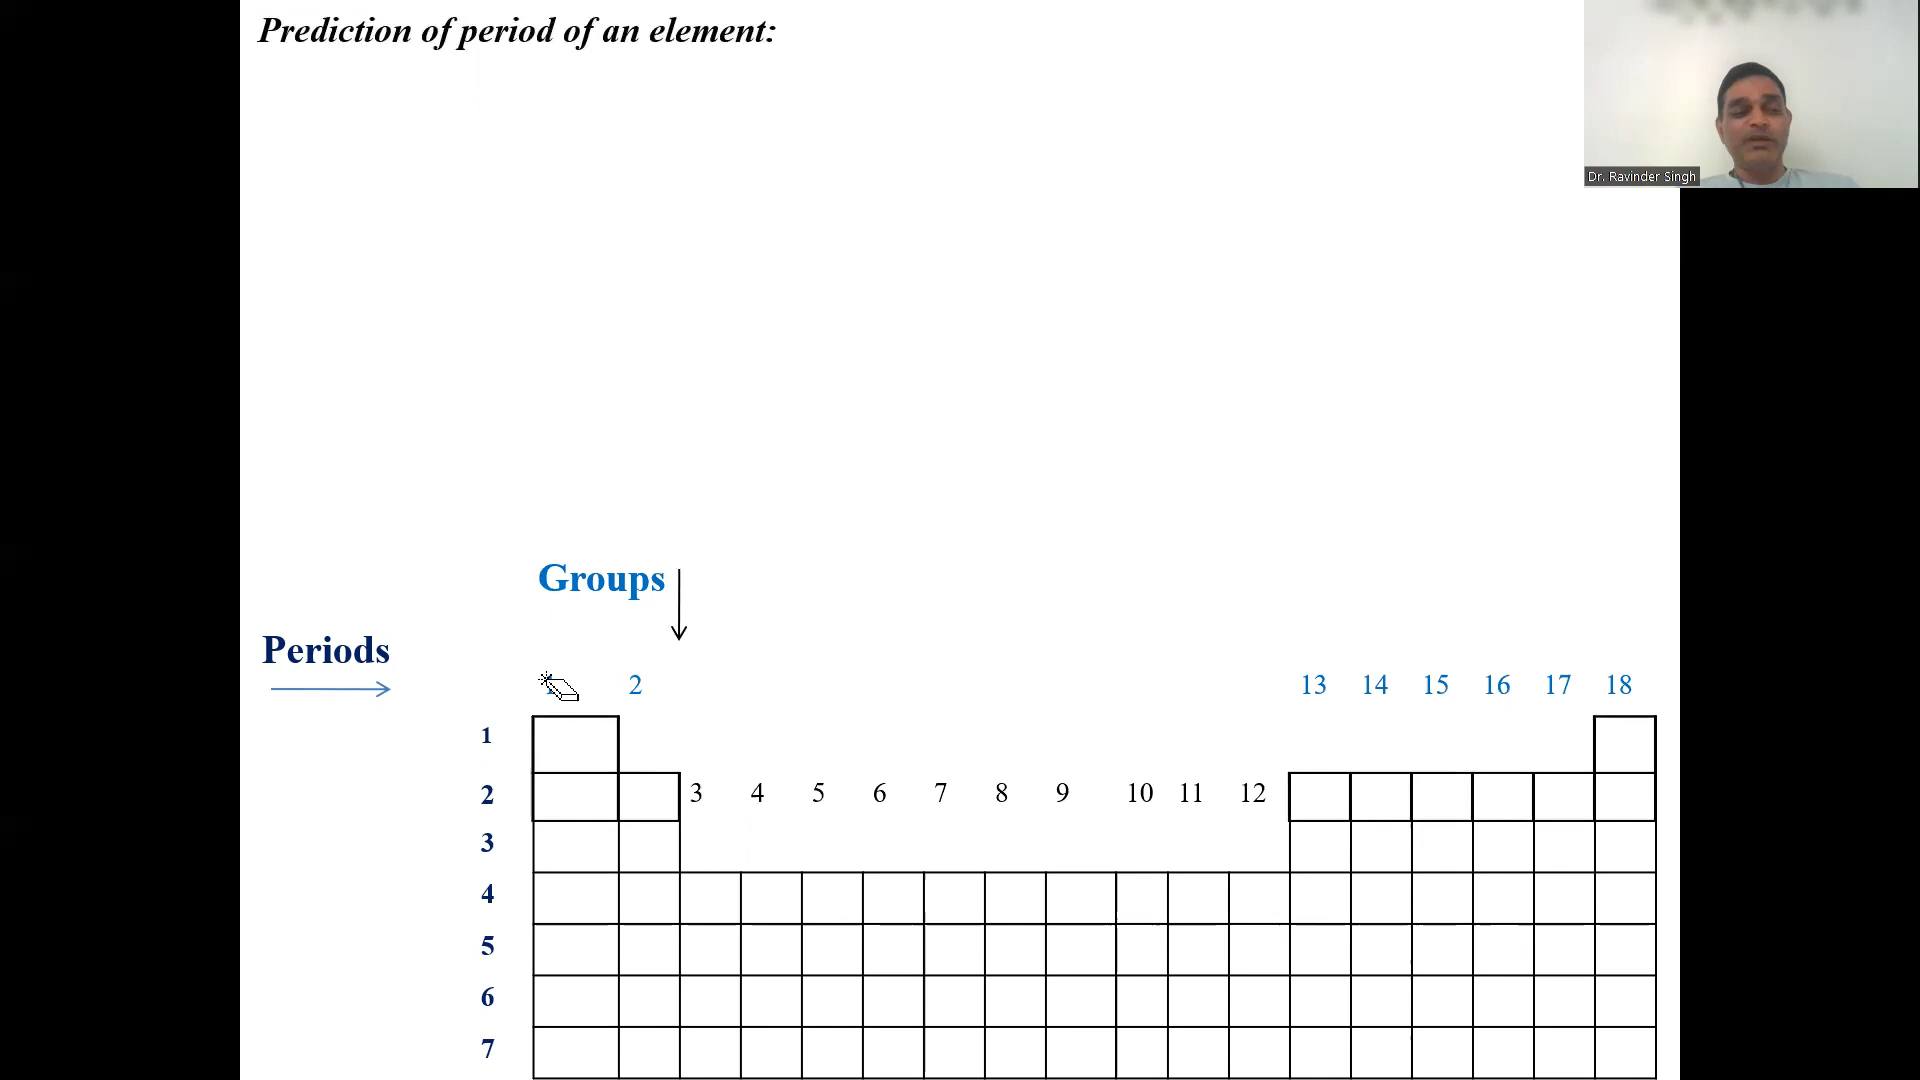 Prediction of period of an element:
Dr. Ravinder Singh
Groups
Periods
2 13 14 15 16 17 18
1
2 3 4 5 6 7 8 9 10 11 12
3
4
5
6
7